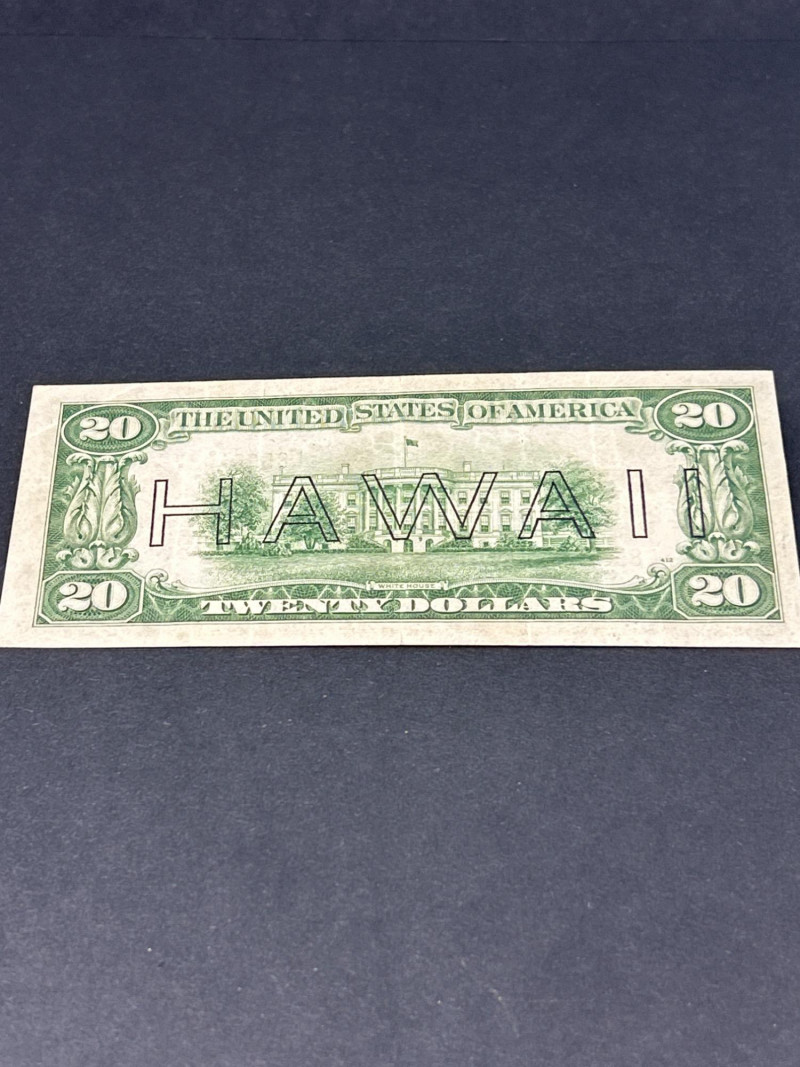 20 THE UNITED STATES OF AMERICA 20
HAWAII
WHITE HOUSE
20 TWENTY DOLLARS 20